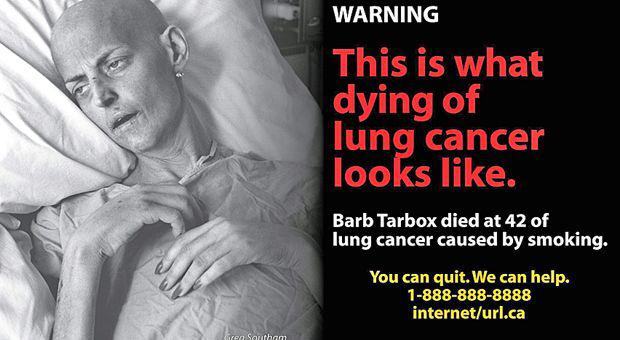 WARNING
This is what
dying of
lung cancer
looks like.
Barb Tarbox died at 42 of
lung cancer caused by smoking.
You can quit. We can help.
1-888-888-8888
internet/url.ca
Greg Southam